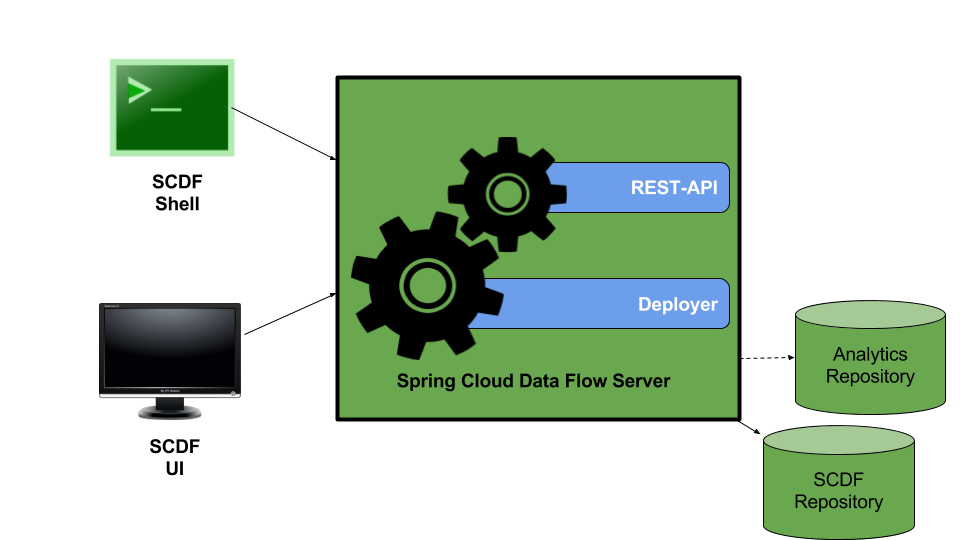 >_
SCDF
Shell
REST-API
Deployer
Spring Cloud Data Flow Server
SCDF
UI
Analytics
Repository
SCDF
Repository